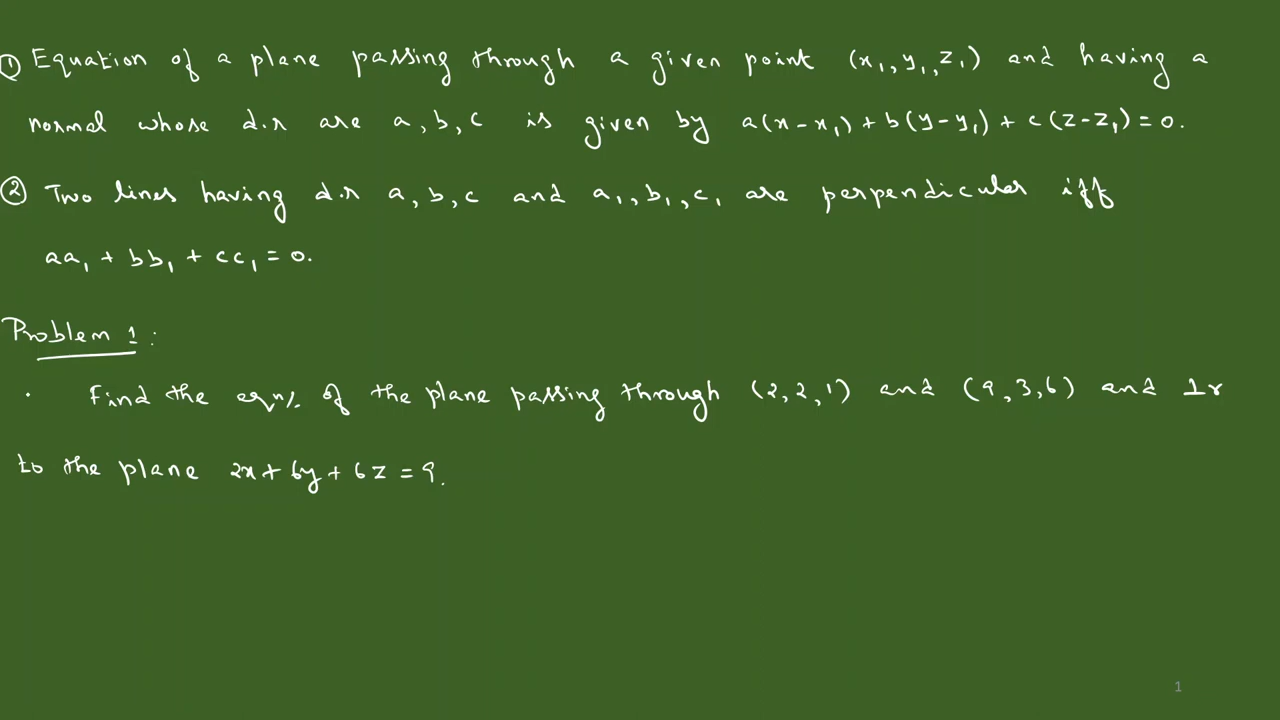 ① Equation of a plane passing through a given point (x₁, y₁, z₁) and having a
normal whose d.r are a, b, c is given by a(x-x₁) + b(y-y₁) + c(z-z₁) = 0.
② Two lines having d.r a, b, c and a₁, b₁, c₁ are perpendicular iff
aa₁ + bb₁ + cc₁ = 0.
Problem 1 :
Find the eqn/. of the plane passing through (2, 2, 1) and (9, 3, 6) and ⊥r
to the plane 2x + 6y + 6z = 9.
1